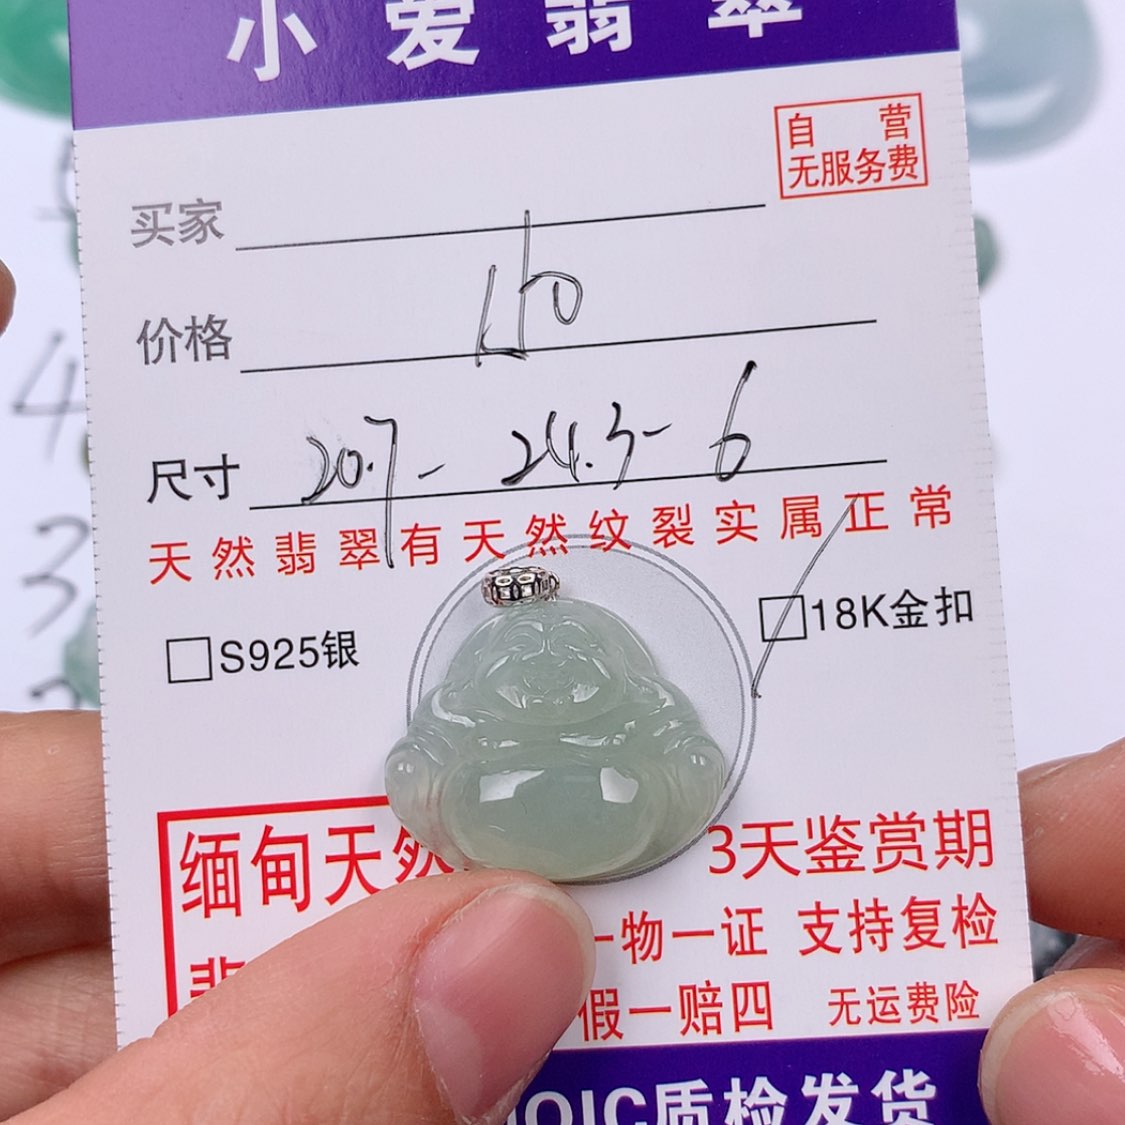 小爱翡翠
自营
无服务费
买家
价格
尺寸 20.7 - 24.5 - 6
天然翡翠有天然纹裂实属正常
□S925银
□18K金扣
缅甸天然
3天鉴赏期
一物一证 支持复检
假一赔四 无运费险
质检发货
4
3